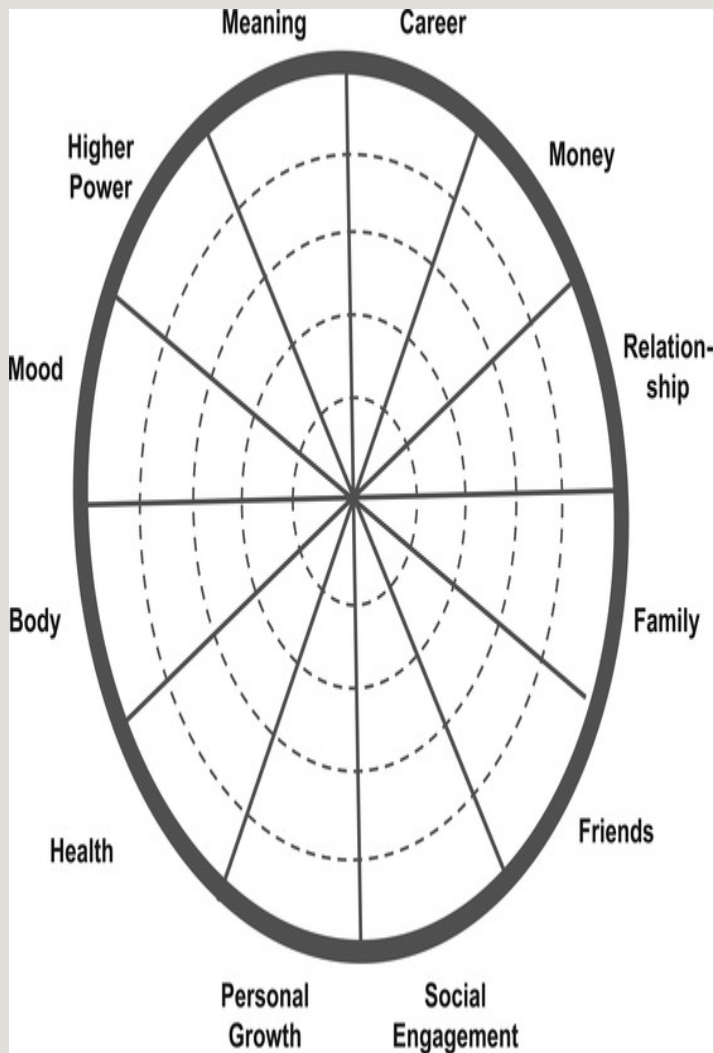 Meaning
Career
Higher
Power
Money
Mood
Relation-
ship
Body
Family
Health
Friends
Personal
Growth
Social
Engagement